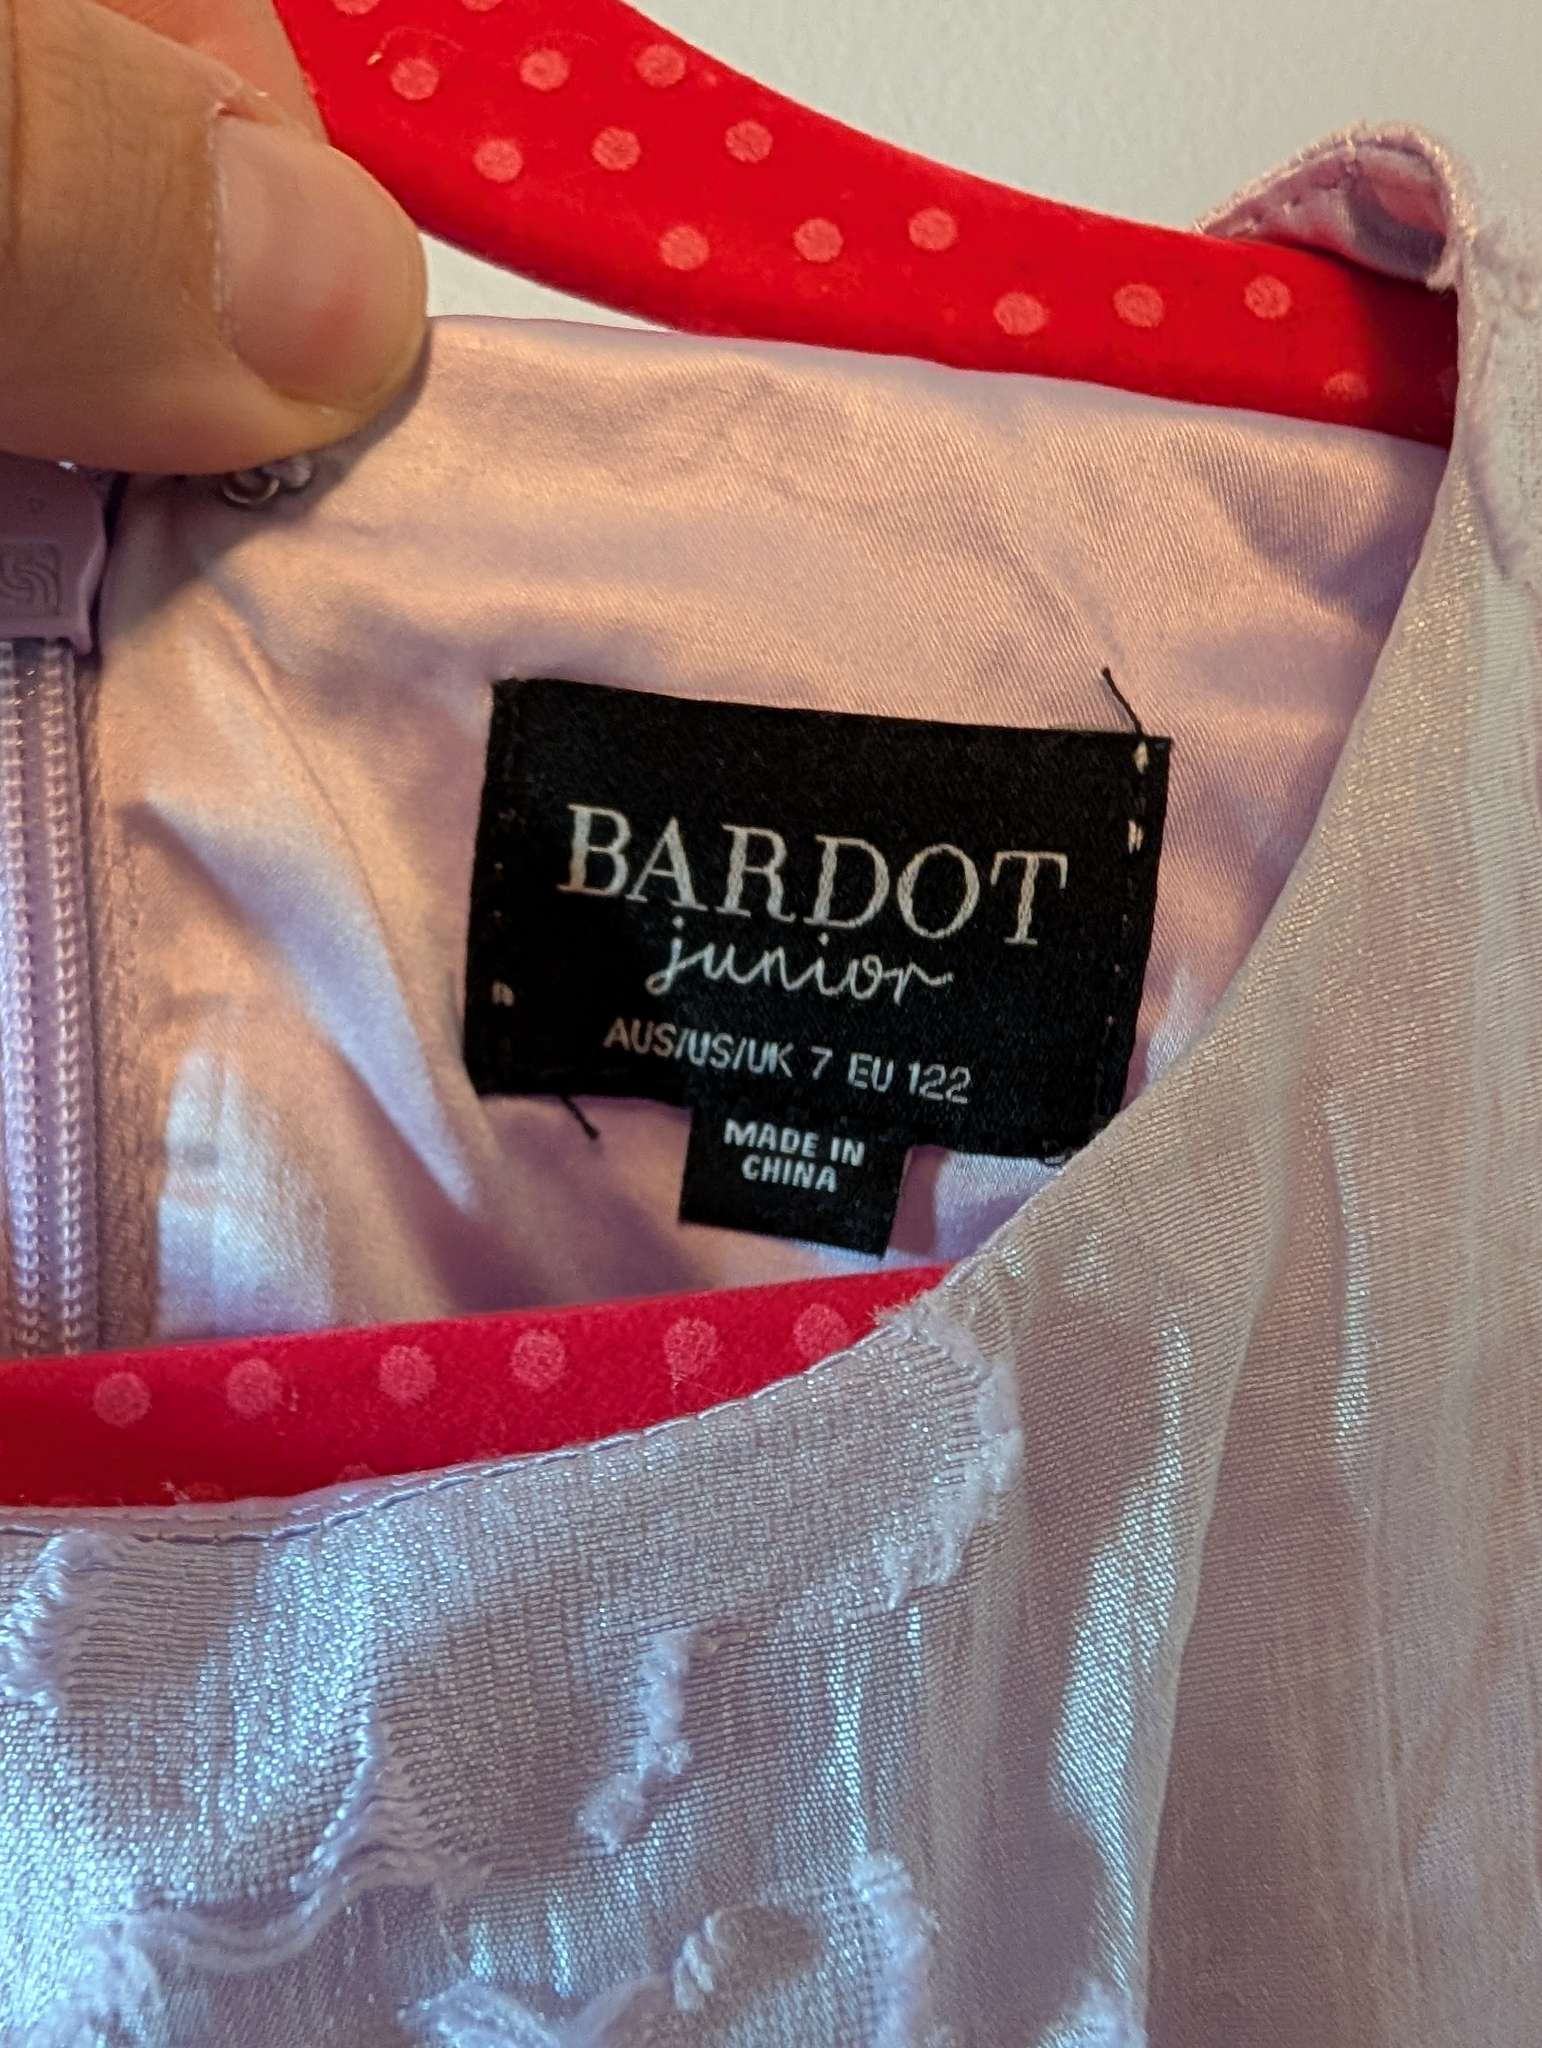 BARDOT
junior
AUS/US/UK 7 EU 122
MADE IN
CHINA